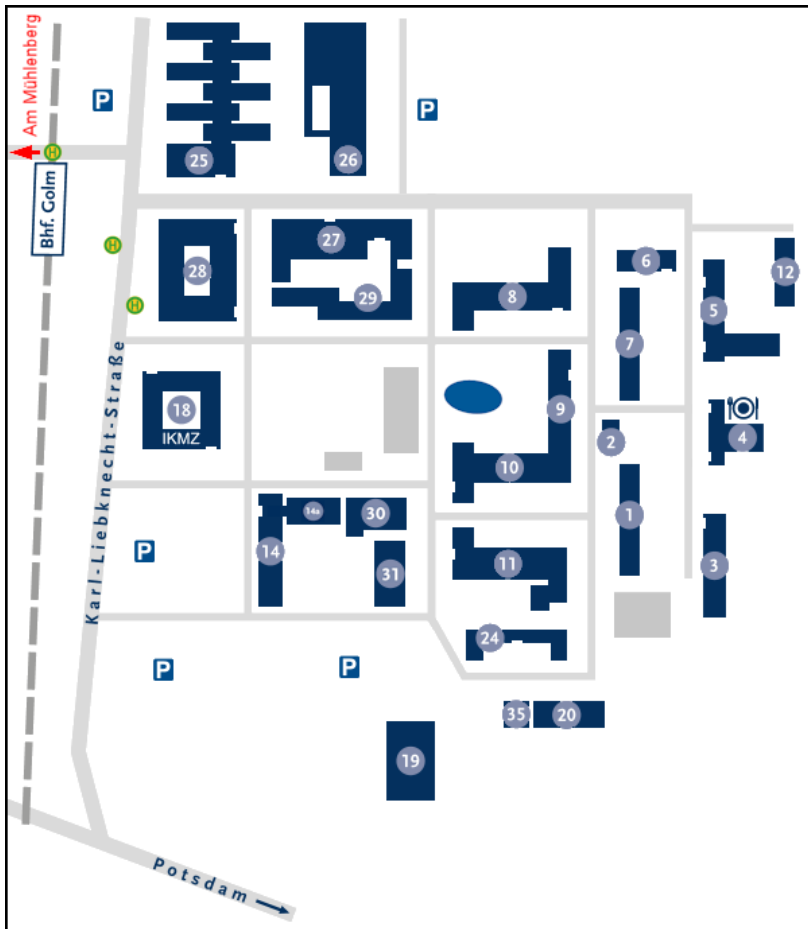 Am Mühlenberg
P
P
H
Bhf. Golm
25
26
H
27
6
28
12
29
8
5
H
7
Karl-Liebknecht-Straße
18
9
4
IKMZ
2
10
14a
30
1
P
14
11
3
31
24
P
P
35
20
19
Potsdam